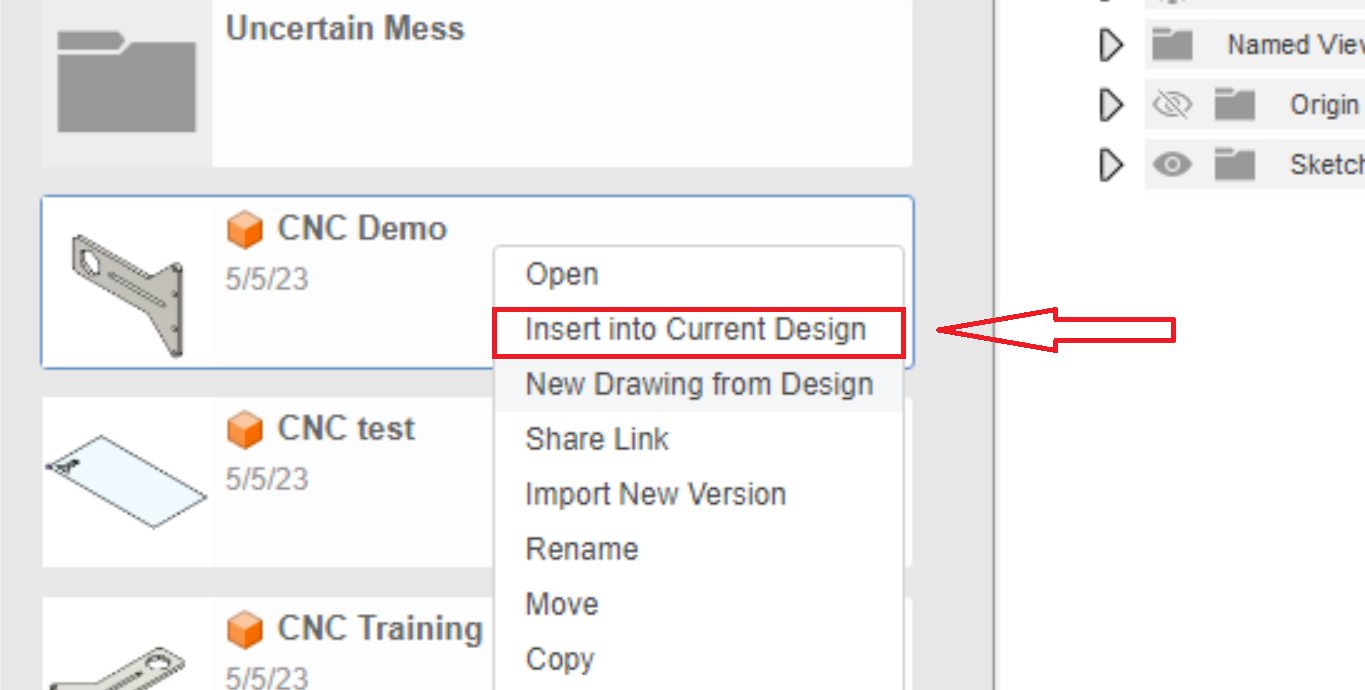 Uncertain Mess
Named View
Origin
Sketch
CNC Demo
5/5/23
Open
Insert into Current Design
New Drawing from Design
Share Link
Import New Version
Rename
Move
Copy
CNC test
5/5/23
CNC Training
5/5/23